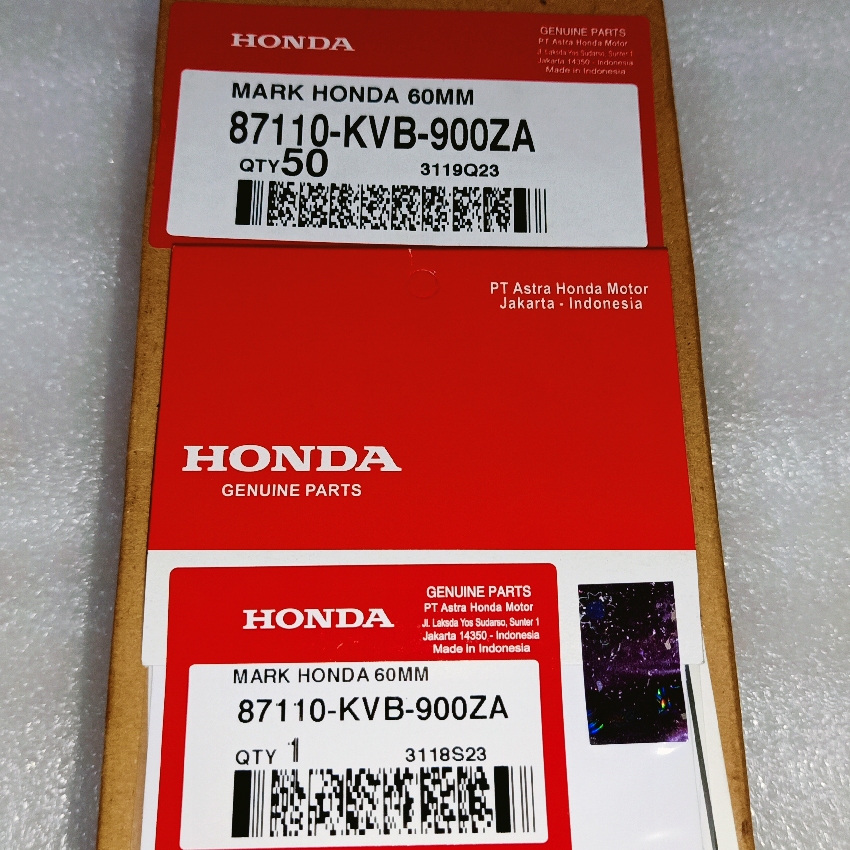 HONDA
GENUINE PARTS
PT Astra Honda Motor
Jl. Laksda Yos Sudarso, Sunter 1
Jakarta 14350 - Indonesia
Made in Indonesia
MARK HONDA 60MM
87110-KVB-900ZA
QTY 50 3119Q23
PT Astra Honda Motor
Jakarta - Indonesia
HONDA
GENUINE PARTS
HONDA
GENUINE PARTS
PT Astra Honda Motor
Jl. Laksda Yos Sudarso, Sunter 1
Jakarta 14350 - Indonesia
Made in Indonesia
MARK HONDA 60MM
87110-KVB-900ZA
QTY 1 3118S23